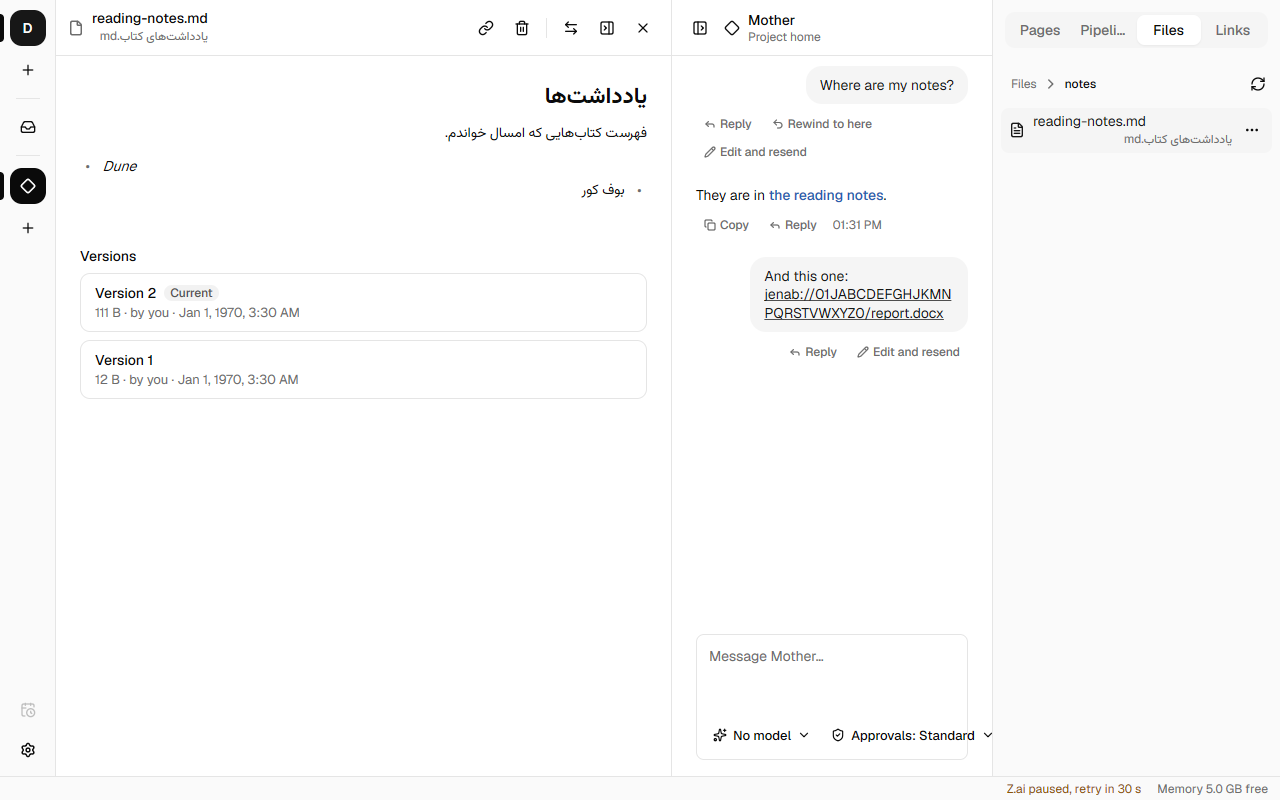 D
reading-notes.md
یادداشت‌های کتاب.md
یادداشت‌ها
فهرست کتاب‌هایی که امسال خواندم.
• Dune
• بوف کور
Versions
Version 2 Current
111 B · by you · Jan 1, 1970, 3:30 AM
Version 1
12 B · by you · Jan 1, 1970, 3:30 AM
Mother
Project home
Where are my notes?
Reply Rewind to here
Edit and resend
They are in the reading notes.
Copy Reply 01:31 PM
And this one:
jenab://01JABCDEFGHJKMN
PQRSTVWXYZ0/report.docx
Reply Edit and resend
Message Mother…
No model Approvals: Standard
Pages Pipeli… Files Links
Files notes
reading-notes.md
یادداشت‌های کتاب.md
Z.ai paused, retry in 30 s Memory 5.0 GB free